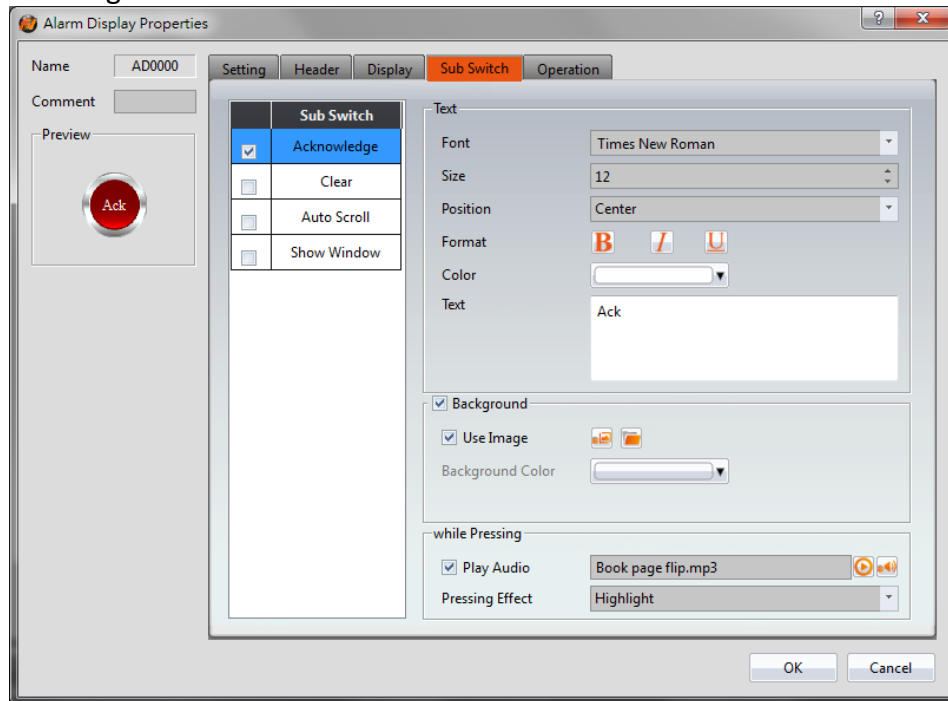 Alarm Display Properties
Name AD0000
Comment
Preview
Ack
Setting Header Display Sub Switch Operation
Sub Switch
Acknowledge
Clear
Auto Scroll
Show Window
Text
Font Times New Roman
Size 12
Position Center
Format B I U
Color
Text Ack
Background
Use Image
Background Color
while Pressing
Play Audio Book page flip.mp3
Pressing Effect Highlight
OK Cancel